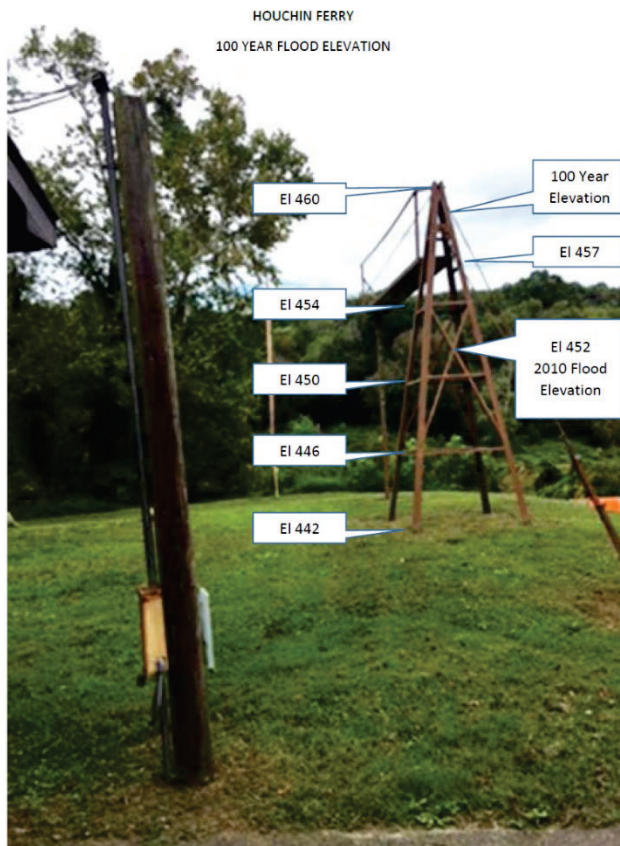 HOUCHIN FERRY
100 YEAR FLOOD ELEVATION
El 460
100 Year
Elevation
El 457
El 454
El 452
2010 Flood
Elevation
El 450
El 446
El 442